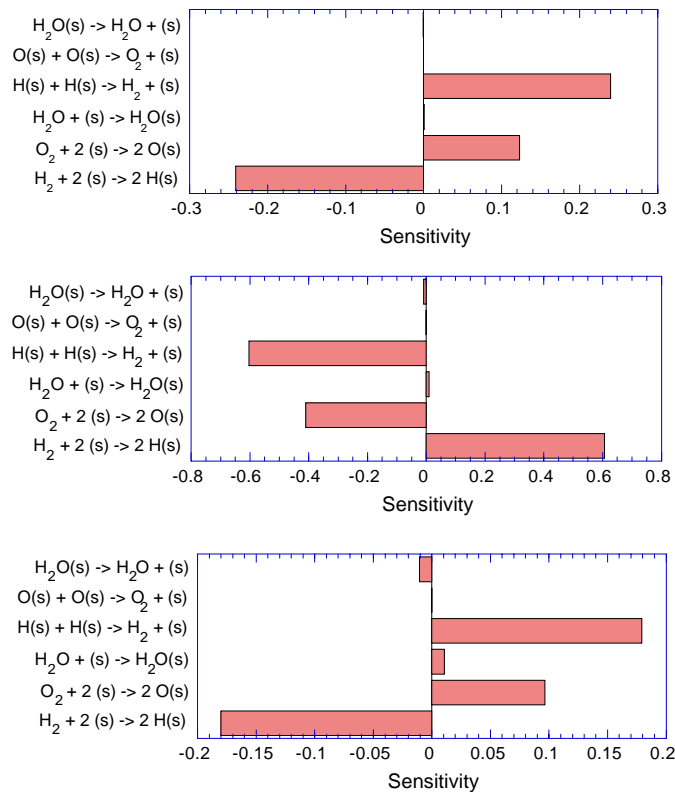 H₂O(s) -> H₂O + (s)
O(s) + O(s) -> O₂ + (s)
H(s) + H(s) -> H₂ + (s)
H₂O + (s) -> H₂O(s)
O₂ + 2 (s) -> 2 O(s)
H₂ + 2 (s) -> 2 H(s)
-0.3 -0.2 -0.1 0 0.1 0.2 0.3
Sensitivity
H₂O(s) -> H₂O + (s)
O(s) + O(s) -> O₂ + (s)
H(s) + H(s) -> H₂ + (s)
H₂O + (s) -> H₂O(s)
O₂ + 2 (s) -> 2 O(s)
H₂ + 2 (s) -> 2 H(s)
-0.8 -0.6 -0.4 -0.2 0 0.2 0.4 0.6 0.8
Sensitivity
H₂O(s) -> H₂O + (s)
O(s) + O(s) -> O₂ + (s)
H(s) + H(s) -> H₂ + (s)
H₂O + (s) -> H₂O(s)
O₂ + 2 (s) -> 2 O(s)
H₂ + 2 (s) -> 2 H(s)
-0.2 -0.15 -0.1 -0.05 0 0.05 0.1 0.15 0.2
Sensitivity